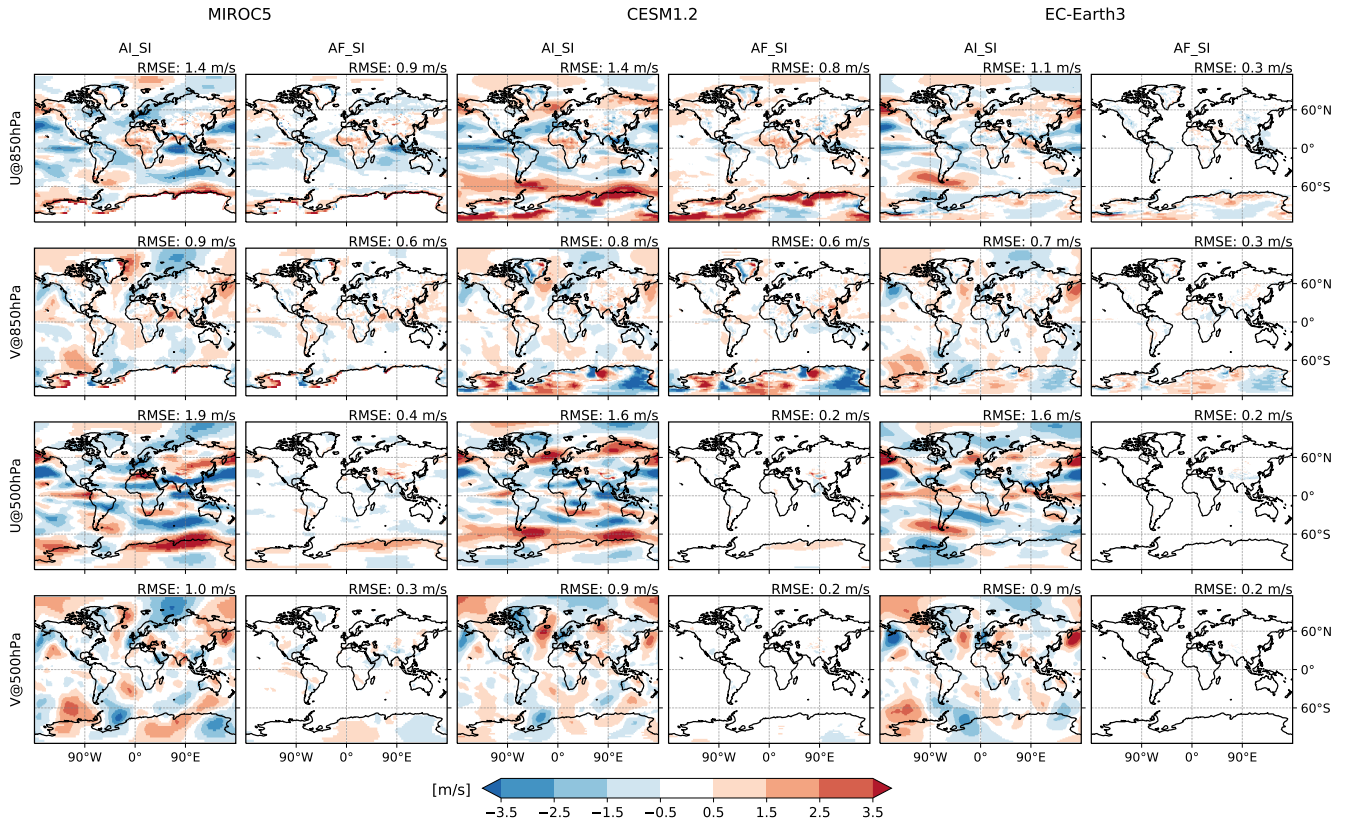 MIROC5 CESM1.2 EC-Earth3
AI_SI AF_SI AI_SI AF_SI AI_SI AF_SI
RMSE: 1.4 m/s RMSE: 0.9 m/s RMSE: 1.4 m/s RMSE: 0.8 m/s RMSE: 1.1 m/s RMSE: 0.3 m/s
U@850hPa
60°N
0°
60°S
RMSE: 0.9 m/s RMSE: 0.6 m/s RMSE: 0.8 m/s RMSE: 0.6 m/s RMSE: 0.7 m/s RMSE: 0.3 m/s
V@850hPa
60°N
0°
60°S
RMSE: 1.9 m/s RMSE: 0.4 m/s RMSE: 1.6 m/s RMSE: 0.2 m/s RMSE: 1.6 m/s RMSE: 0.2 m/s
U@500hPa
60°N
0°
60°S
RMSE: 1.0 m/s RMSE: 0.3 m/s RMSE: 0.9 m/s RMSE: 0.2 m/s RMSE: 0.9 m/s RMSE: 0.2 m/s
V@500hPa
60°N
0°
60°S
90°W 0° 90°E 90°W 0° 90°E 90°W 0° 90°E 90°W 0° 90°E 90°W 0° 90°E 90°W 0° 90°E
[m/s]
−3.5 −2.5 −1.5 −0.5 0.5 1.5 2.5 3.5